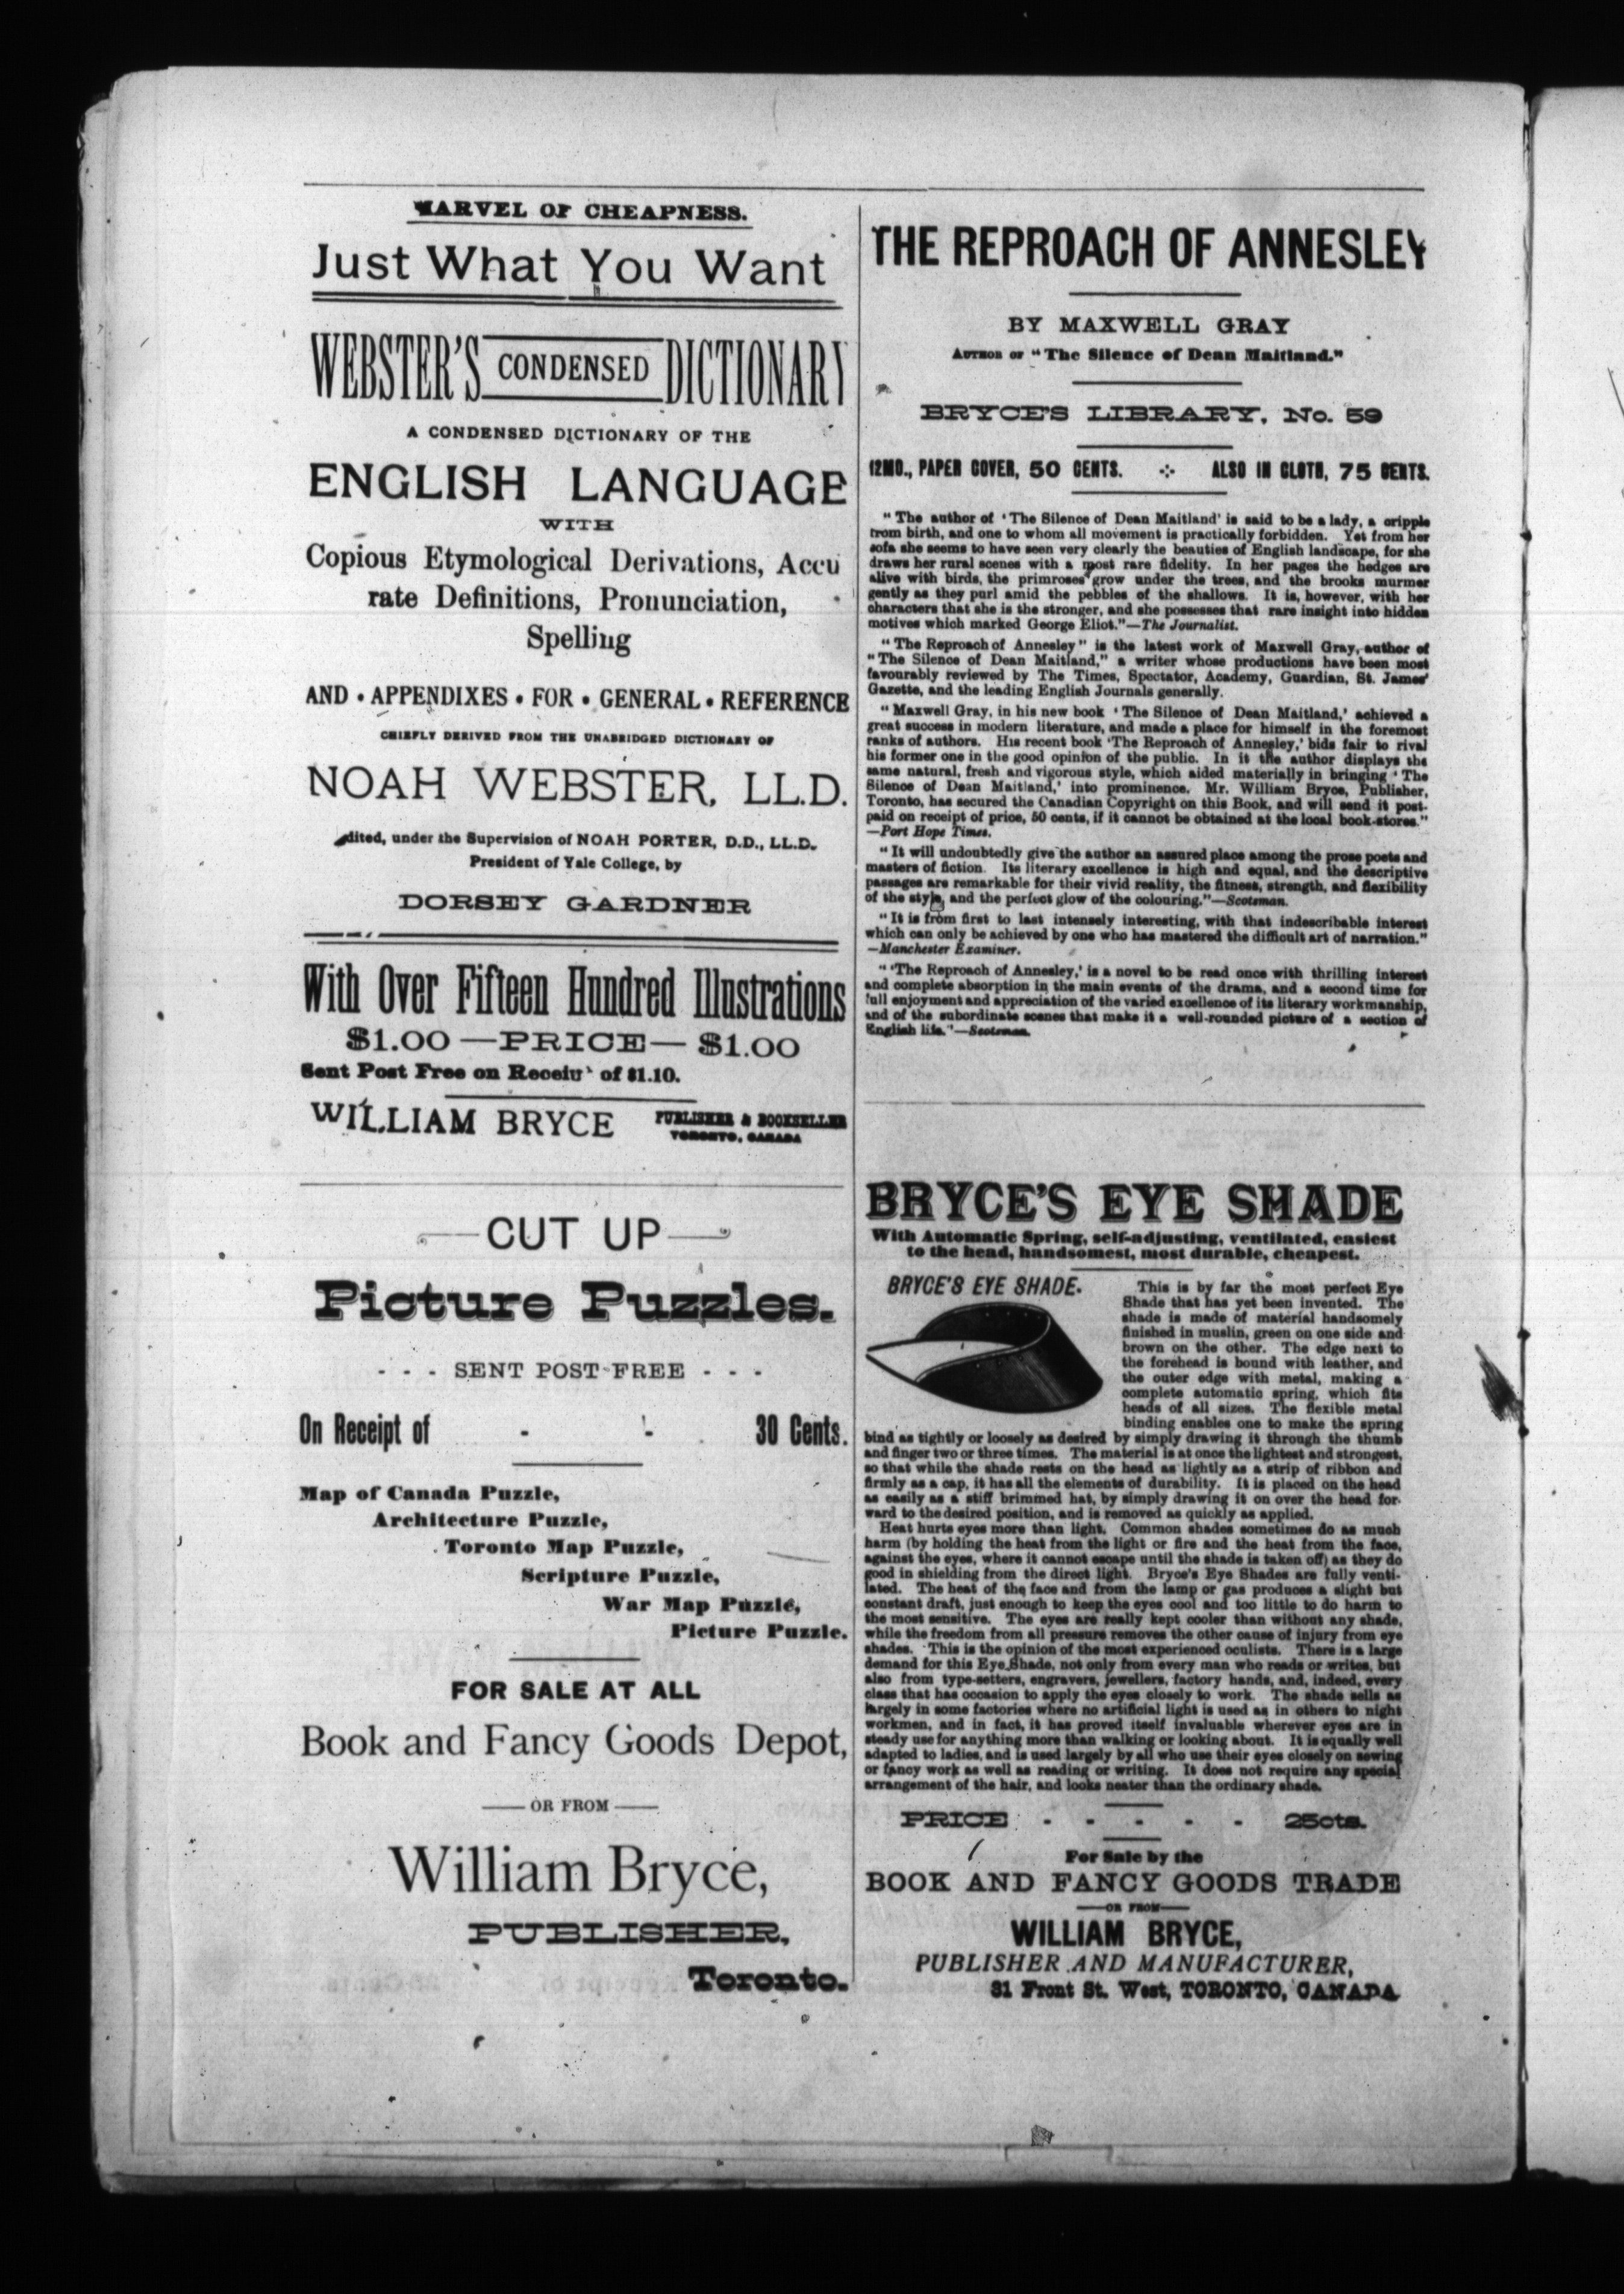 MARVEL OF CHEAPNESS.
Just What You Want
WEBSTER'S CONDENSED DICTIONARY
A CONDENSED DICTIONARY OF THE
ENGLISH LANGUAGE
WITH
Copious Etymological Derivations, Accu
rate Definitions, Pronunciation,
Spelling
AND • APPENDIXES • FOR • GENERAL • REFERENCE
CHIEFLY DERIVED FROM THE UNABRIDGED DICTIONARY OF
NOAH WEBSTER, LL.D.
dited, under the Supervision of NOAH PORTER, D.D., LL.D.
President of Yale College, by
DORSEY GARDNER
With Over Fifteen Hundred Illustrations
$1.00 —PRICE— $1.00
Sent Post Free on Receip' of $1.10.
WILLIAM BRYCE PUBLISHER & BOOKSELLER
TORONTO, CANADA
CUT UP
Picture Puzzles.
- - - SENT POST FREE - - -
On Receipt of - - 30 Cents.
Map of Canada Puzzle,
Architecture Puzzle,
Toronto Map Puzzle,
Scripture Puzzle,
War Map Puzzle,
Picture Puzzle.
FOR SALE AT ALL
Book and Fancy Goods Depot,
— OR FROM —
William Bryce,
PUBLISHER,
Toronto.
THE REPROACH OF ANNESLEY
BY MAXWELL GRAY
AUTHOR OF "The Silence of Dean Maitland."
BRYCE'S LIBRARY, No. 59
12MO., PAPER COVER, 50 CENTS. ALSO IN CLOTH, 75 CENTS.
"The author of 'The Silence of Dean Maitland' is said to be a lady, a cripple
from birth, and one to whom all movement is practically forbidden. Yet from her
sofa she seems to have seen very clearly the beauties of English landscape, for she
draws her rural scenes with a most rare fidelity. In her pages the hedges are
alive with birds, the primroses grow under the trees, and the brooks murmer
gently as they purl amid the pebbles of the shallows. It is, however, with her
characters that she is the stronger, and she possesses that rare insight into hidden
motives which marked George Eliot."—The Journalist.
"The Reproach of Annesley" is the latest work of Maxwell Gray, author of
"The Silence of Dean Maitland," a writer whose productions have been most
favourably reviewed by The Times, Spectator, Academy, Guardian, St. James'
Gazette, and the leading English Journals generally.
"Maxwell Gray, in his new book 'The Silence of Dean Maitland,' achieved a
great success in modern literature, and made a place for himself in the foremost
ranks of authors. His recent book 'The Reproach of Annesley,' bids fair to rival
his former one in the good opinion of the public. In it the author displays the
same natural, fresh and vigorous style, which aided materially in bringing 'The
Silence of Dean Maitland,' into prominence. Mr. William Bryce, Publisher,
Toronto, has secured the Canadian Copyright on this Book, and will send it post-
paid on receipt of price, 50 cents, if it cannot be obtained at the local book-stores."
—Port Hope Times.
"It will undoubtedly give the author an assured place among the prose poets and
masters of fiction. Its literary excellence is high and equal, and the descriptive
passages are remarkable for their vivid reality, the fitness, strength, and flexibility
of the style, and the perfect glow of the colouring."—Scotsman.
"It is from first to last intensely interesting, with that indescribable interest
which can only be achieved by one who has mastered the difficult art of narration."
—Manchester Examiner.
"'The Reproach of Annesley,' is a novel to be read once with thrilling interest
and complete absorption in the main events of the drama, and a second time for
full enjoyment and appreciation of the varied excellence of its literary workmanship,
and of the subordinate scenes that make it a well-rounded picture of a section of
English life."—Scotsman.
BRYCE'S EYE SHADE
With Automatic Spring, self-adjusting, ventilated, easiest
to the head, handsomest, most durable, cheapest.
BRYCE'S EYE SHADE.
This is by far the most perfect Eye
Shade that has yet been invented. The
shade is made of material handsomely
finished in muslin, green on one side and
brown on the other. The edge next to
the forehead is bound with leather, and
the outer edge with metal, making a
complete automatic spring, which fits
heads of all sizes. The flexible metal
binding enables one to make the spring
bind as tightly or loosely as desired by simply drawing it through the thumb
and finger two or three times. The material is at once the lightest and strongest,
so that while the shade rests on the head as lightly as a strip of ribbon and
firmly as a cap, it has all the elements of durability. It is placed on the head
as easily as a stiff brimmed hat, by simply drawing it on over the head for-
ward to the desired position, and is removed as quickly as applied.
Heat hurts eyes more than light. Common shades sometimes do as much
harm (by holding the heat from the light or fire and the heat from the face,
against the eyes, where it cannot escape until the shade is taken off) as they do
good in shielding from the direct light. Bryce's Eye Shades are fully venti-
lated. The heat of the face and from the lamp or gas produces a slight but
constant draft, just enough to keep the eyes cool and too little to do harm to
the most sensitive. The eyes are really kept cooler than without any shade,
while the freedom from all pressure removes the other cause of injury from eye
shades. This is the opinion of the most experienced oculists. There is a large
demand for this Eye Shade, not only from every man who reads or writes, but
also from type-setters, engravers, jewellers, factory hands, and, indeed, every
class that has occasion to apply the eyes closely to work. The shade sells as
largely in some factories where no artificial light is used as in others to night
workmen, and in fact, it has proved itself invaluable wherever eyes are in
steady use for anything more than walking or looking about. It is equally well
adapted to ladies, and is used largely by all who use their eyes closely on sewing
or fancy work as well as reading or writing. It does not require any special
arrangement of the hair, and looks neater than the ordinary shade.
PRICE - - - - - 25cts.
For Sale by the
BOOK AND FANCY GOODS TRADE
—OR FROM—
WILLIAM BRYCE,
PUBLISHER AND MANUFACTURER,
31 Front St. West, TORONTO, CANADA